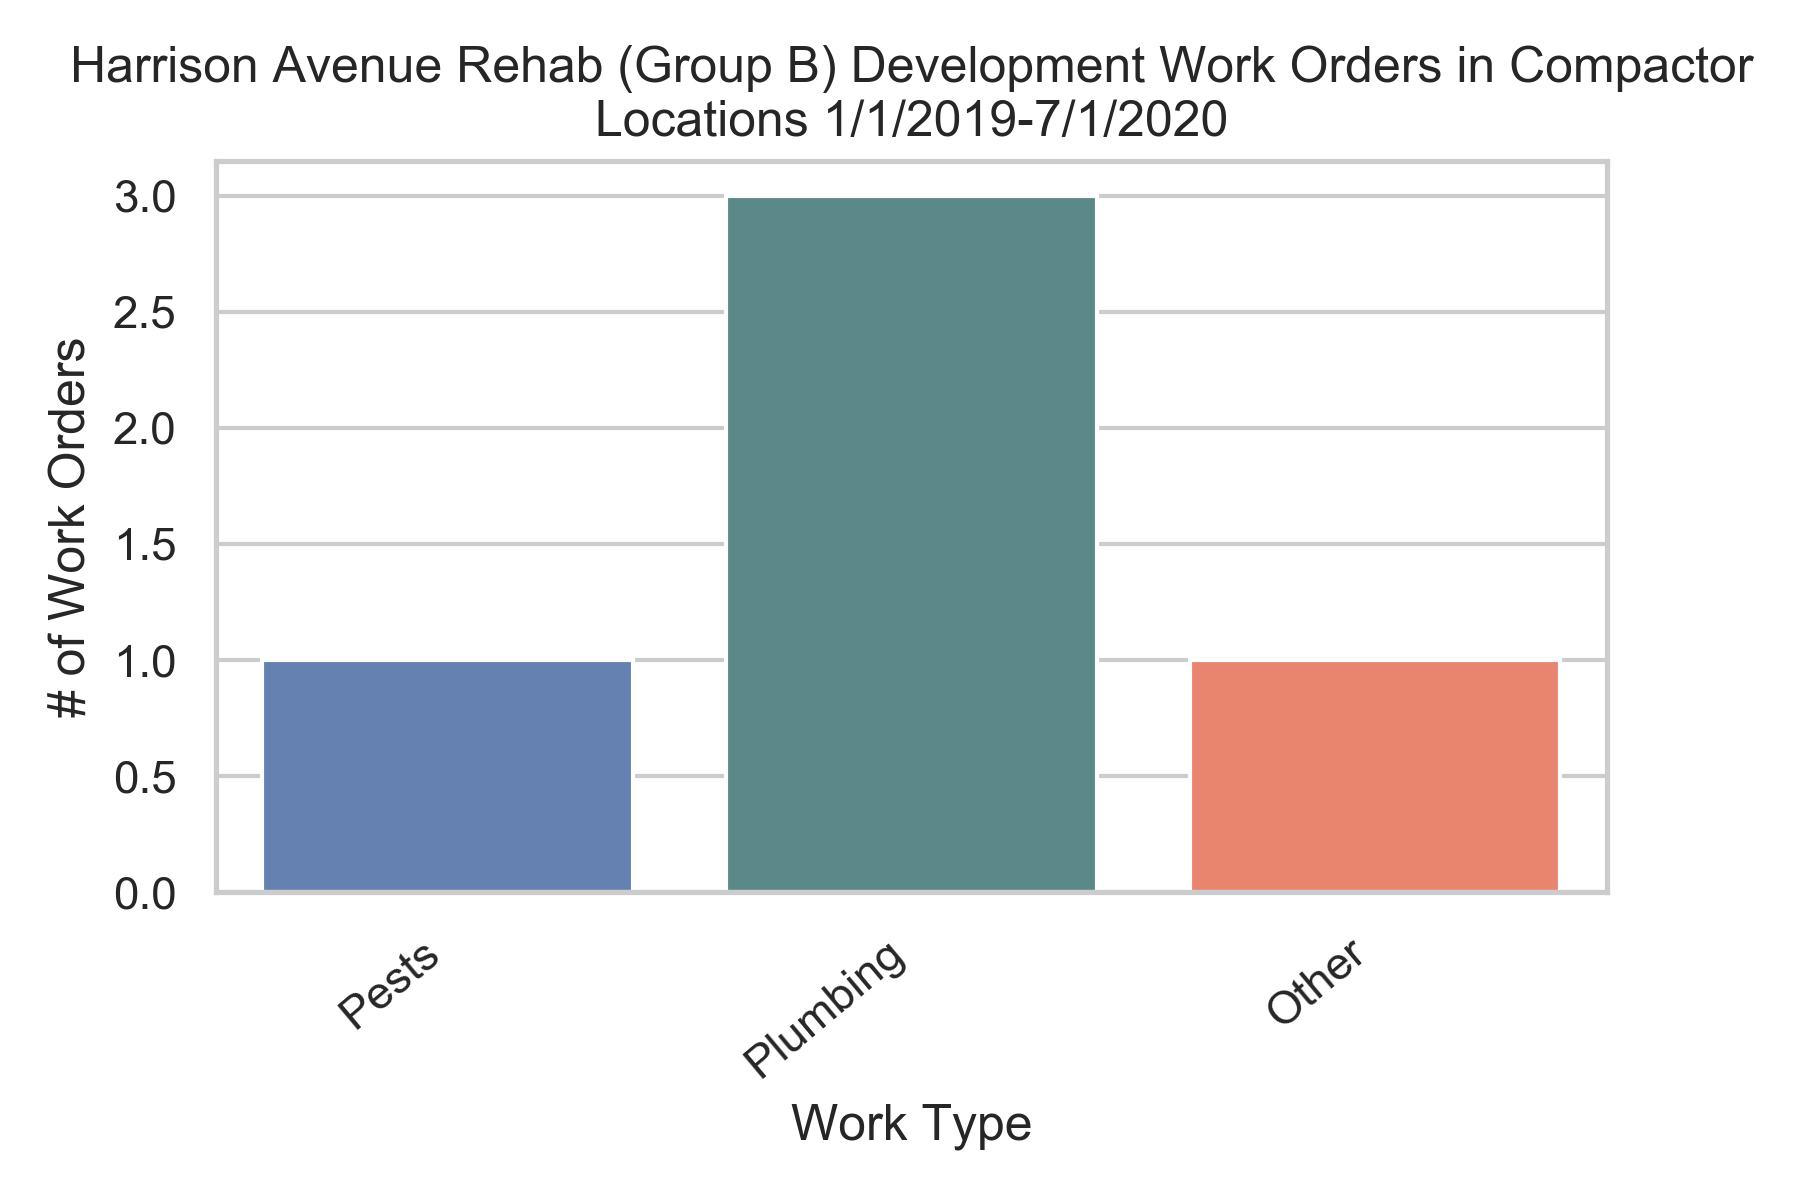 Harrison Avenue Rehab (Group B) Development Work Orders in Compactor
Locations 1/1/2019-7/1/2020
3.0
2.5
2.0
1.5
1.0
0.5
0.0
# of Work Orders
Pests
Plumbing
Other
Work Type